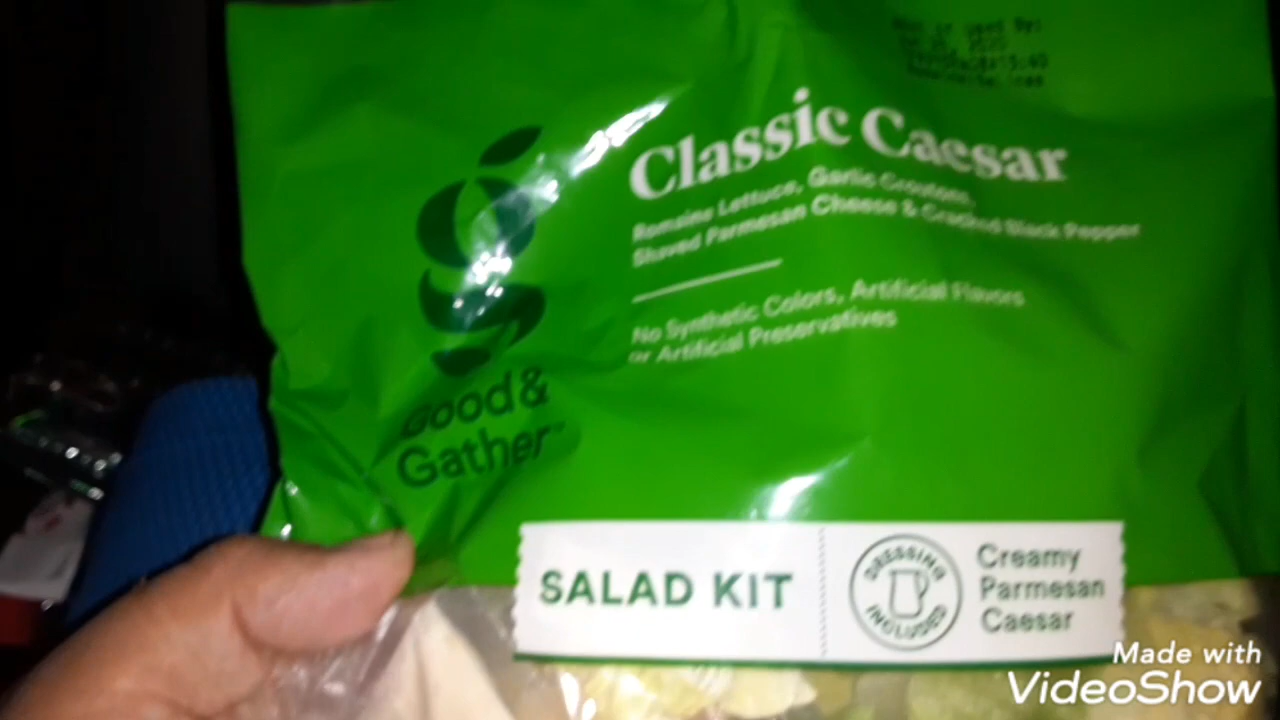 Classic Caesar
Romaine Lettuce, Garlic Croutons,
Shaved Parmesan Cheese & Cracked Black Pepper
No Synthetic Colors, Artificial Flavors
or Artificial Preservatives
Good &
Gather™
SALAD KIT
DRESSING
INCLUDED
Creamy
Parmesan
Caesar
Made with
VideoShow